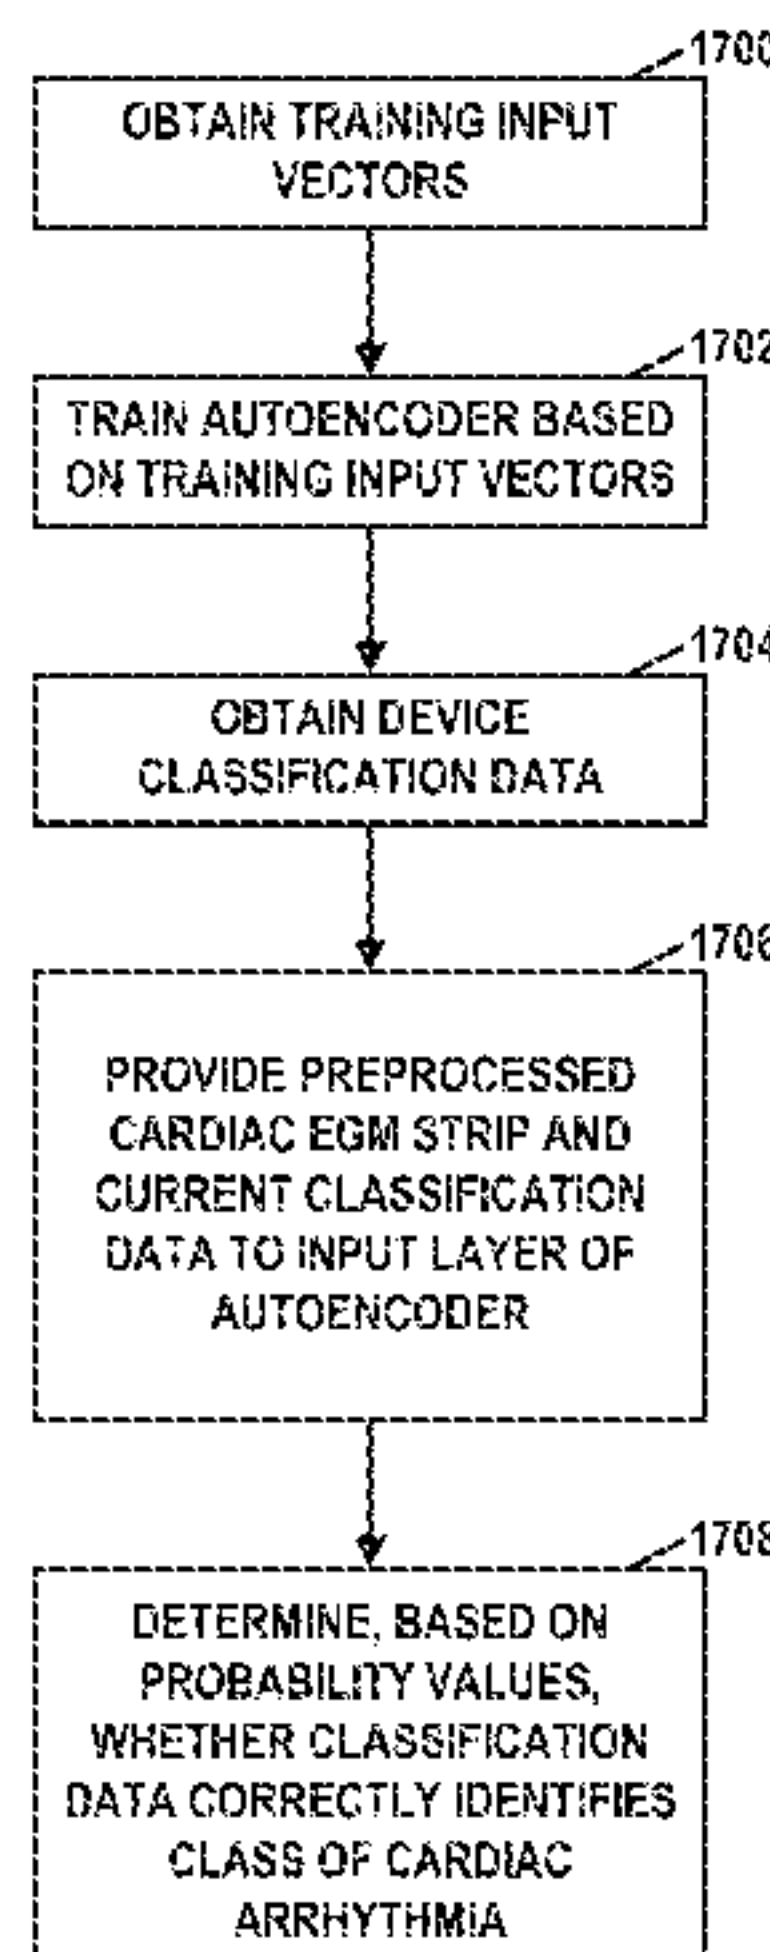 1700
OBTAIN TRAINING INPUT
VECTORS
1702
TRAIN AUTOENCODER BASED
ON TRAINING INPUT VECTORS
1704
OBTAIN DEVICE
CLASSIFICATION DATA
1706
PROVIDE PREPROCESSED
CARDIAC EGM STRIP AND
CURRENT CLASSIFICATION
DATA TO INPUT LAYER OF
AUTOENCODER
1708
DETERMINE, BASED ON
PROBABILITY VALUES,
WHETHER CLASSIFICATION
DATA CORRECTLY IDENTIFIES
CLASS OF CARDIAC
ARRHYTHMIA